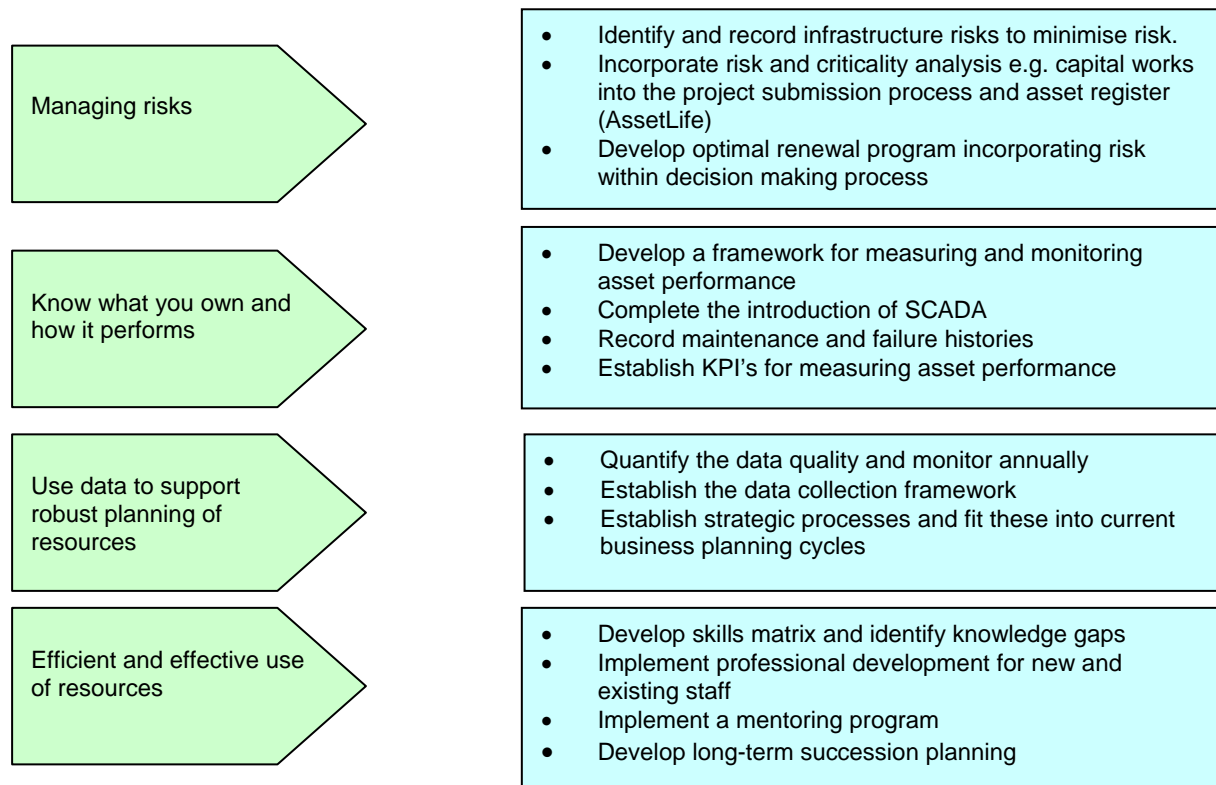 Managing risks
• Identify and record infrastructure risks to minimise risk.
• Incorporate risk and criticality analysis e.g. capital works
into the project submission process and asset register
(AssetLife)
• Develop optimal renewal program incorporating risk
within decision making process
Know what you own and
how it performs
• Develop a framework for measuring and monitoring
asset performance
• Complete the introduction of SCADA
• Record maintenance and failure histories
• Establish KPI's for measuring asset performance
Use data to support
robust planning of
resources
• Quantify the data quality and monitor annually
• Establish the data collection framework
• Establish strategic processes and fit these into current
business planning cycles
Efficient and effective use
of resources
• Develop skills matrix and identify knowledge gaps
• Implement professional development for new and
existing staff
• Implement a mentoring program
• Develop long-term succession planning